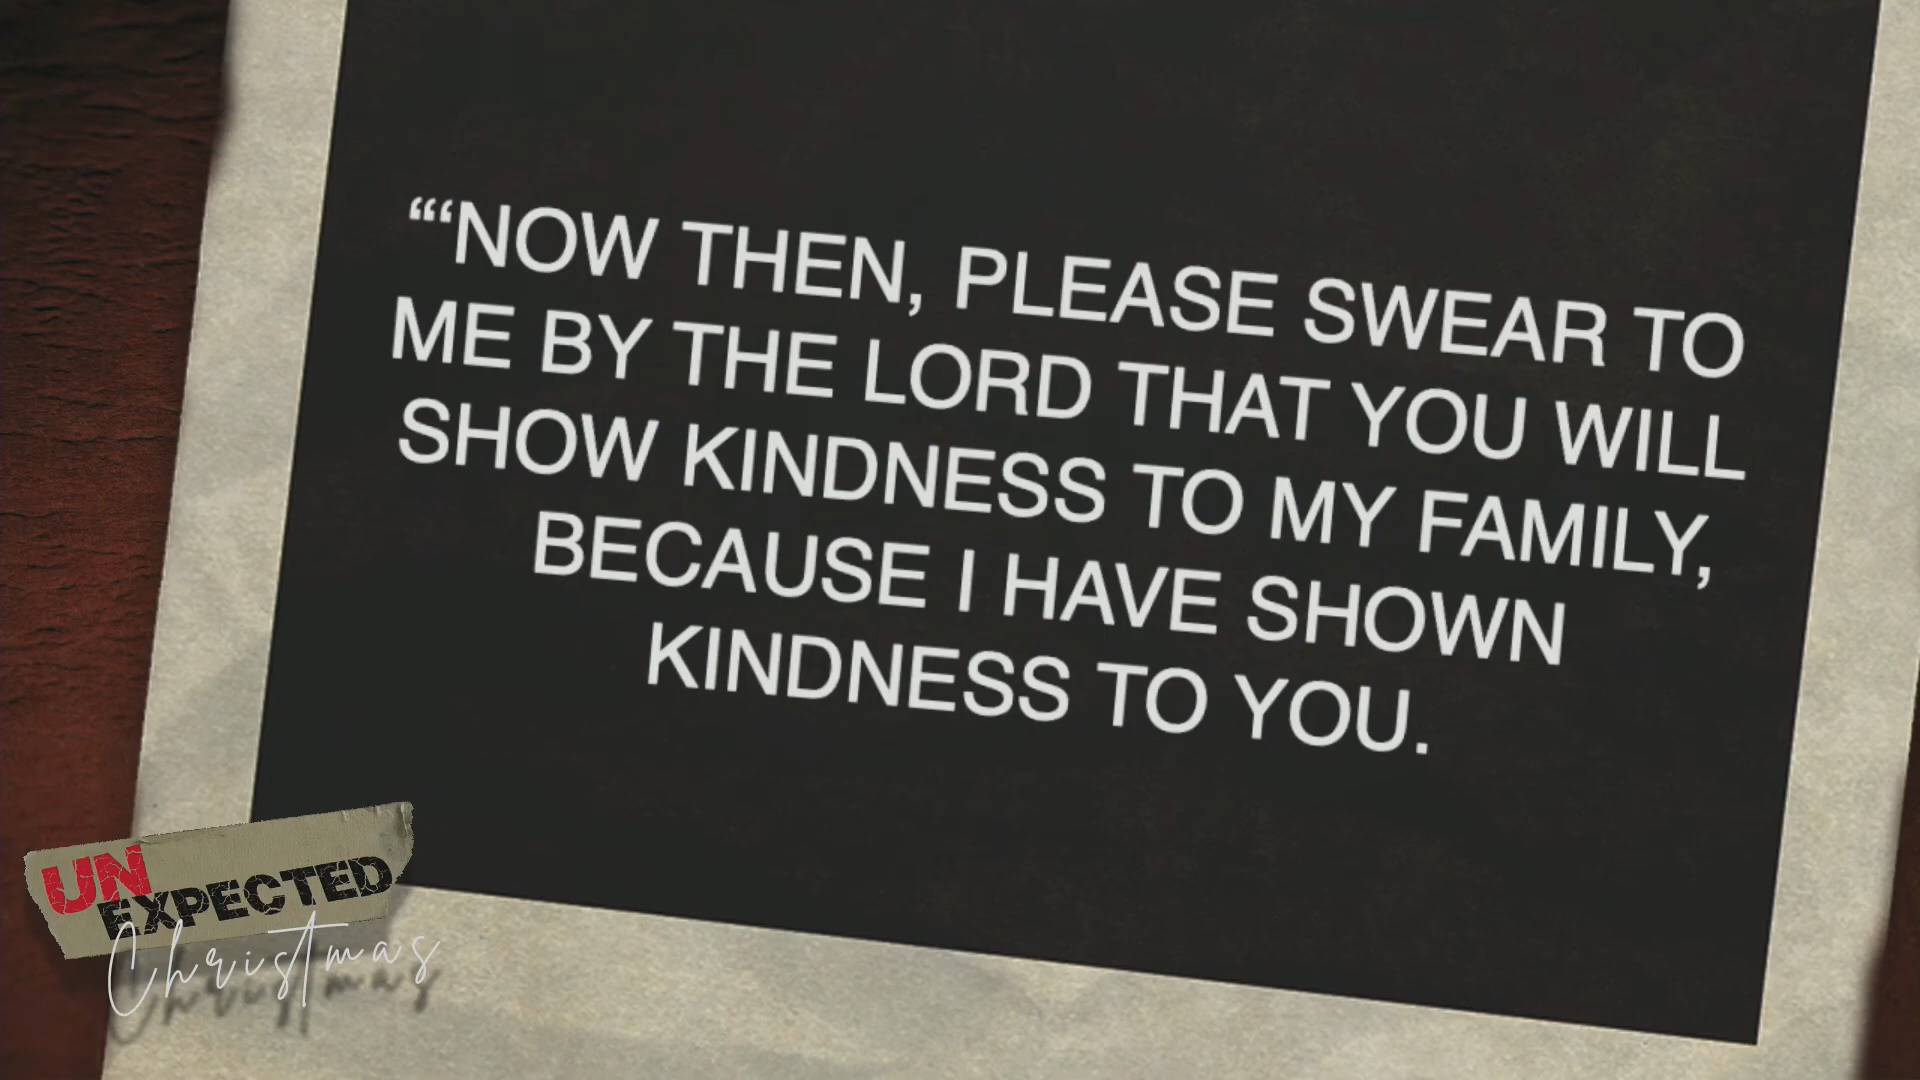 “‘NOW THEN, PLEASE SWEAR TO
ME BY THE LORD THAT YOU WILL
SHOW KINDNESS TO MY FAMILY,
BECAUSE I HAVE SHOWN
KINDNESS TO YOU.
UN
EXPECTED
Christmas